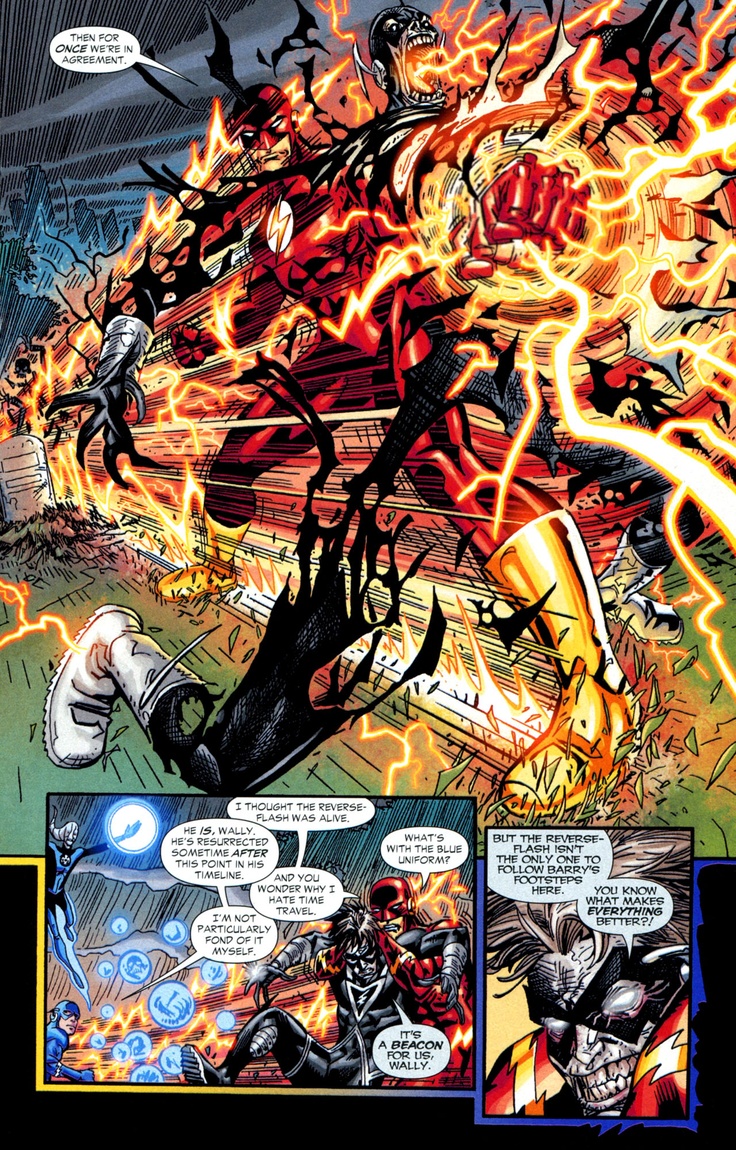 THEN FOR
ONCE WE'RE IN
AGREEMENT.
I THOUGHT THE REVERSE-
FLASH WAS ALIVE.
HE IS, WALLY.
HE'S RESURRECTED
SOMETIME AFTER
THIS POINT IN HIS
TIMELINE.
AND YOU
WONDER WHY I
HATE TIME
TRAVEL.
I'M NOT
PARTICULARLY
FOND OF IT
MYSELF.
WHAT'S
WITH THE BLUE
UNIFORM?
IT'S
A BEACON
FOR US,
WALLY.
BUT THE REVERSE-
FLASH ISN'T
THE ONLY ONE TO
FOLLOW BARRY'S
FOOTSTEPS
HERE.
YOU KNOW
WHAT MAKES
EVERYTHING
BETTER?!